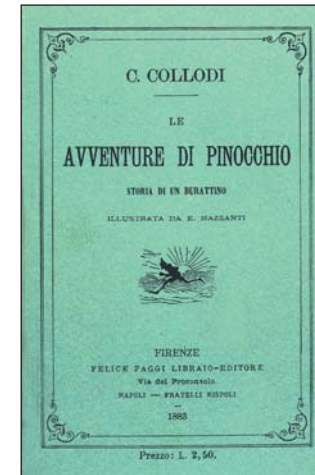 C. COLLODI
LE
AVVENTURE DI PINOCCHIO
STORIA DI UN BURATTINO
ILLUSTRATA DA E. MAZZANTI
FIRENZE
FELICE PAGGI LIBRAIO-EDITORE
Via del Proconsolo
NAPOLI — FRATELLI RISPOLI
1883
Prezzo: L. 2,50.